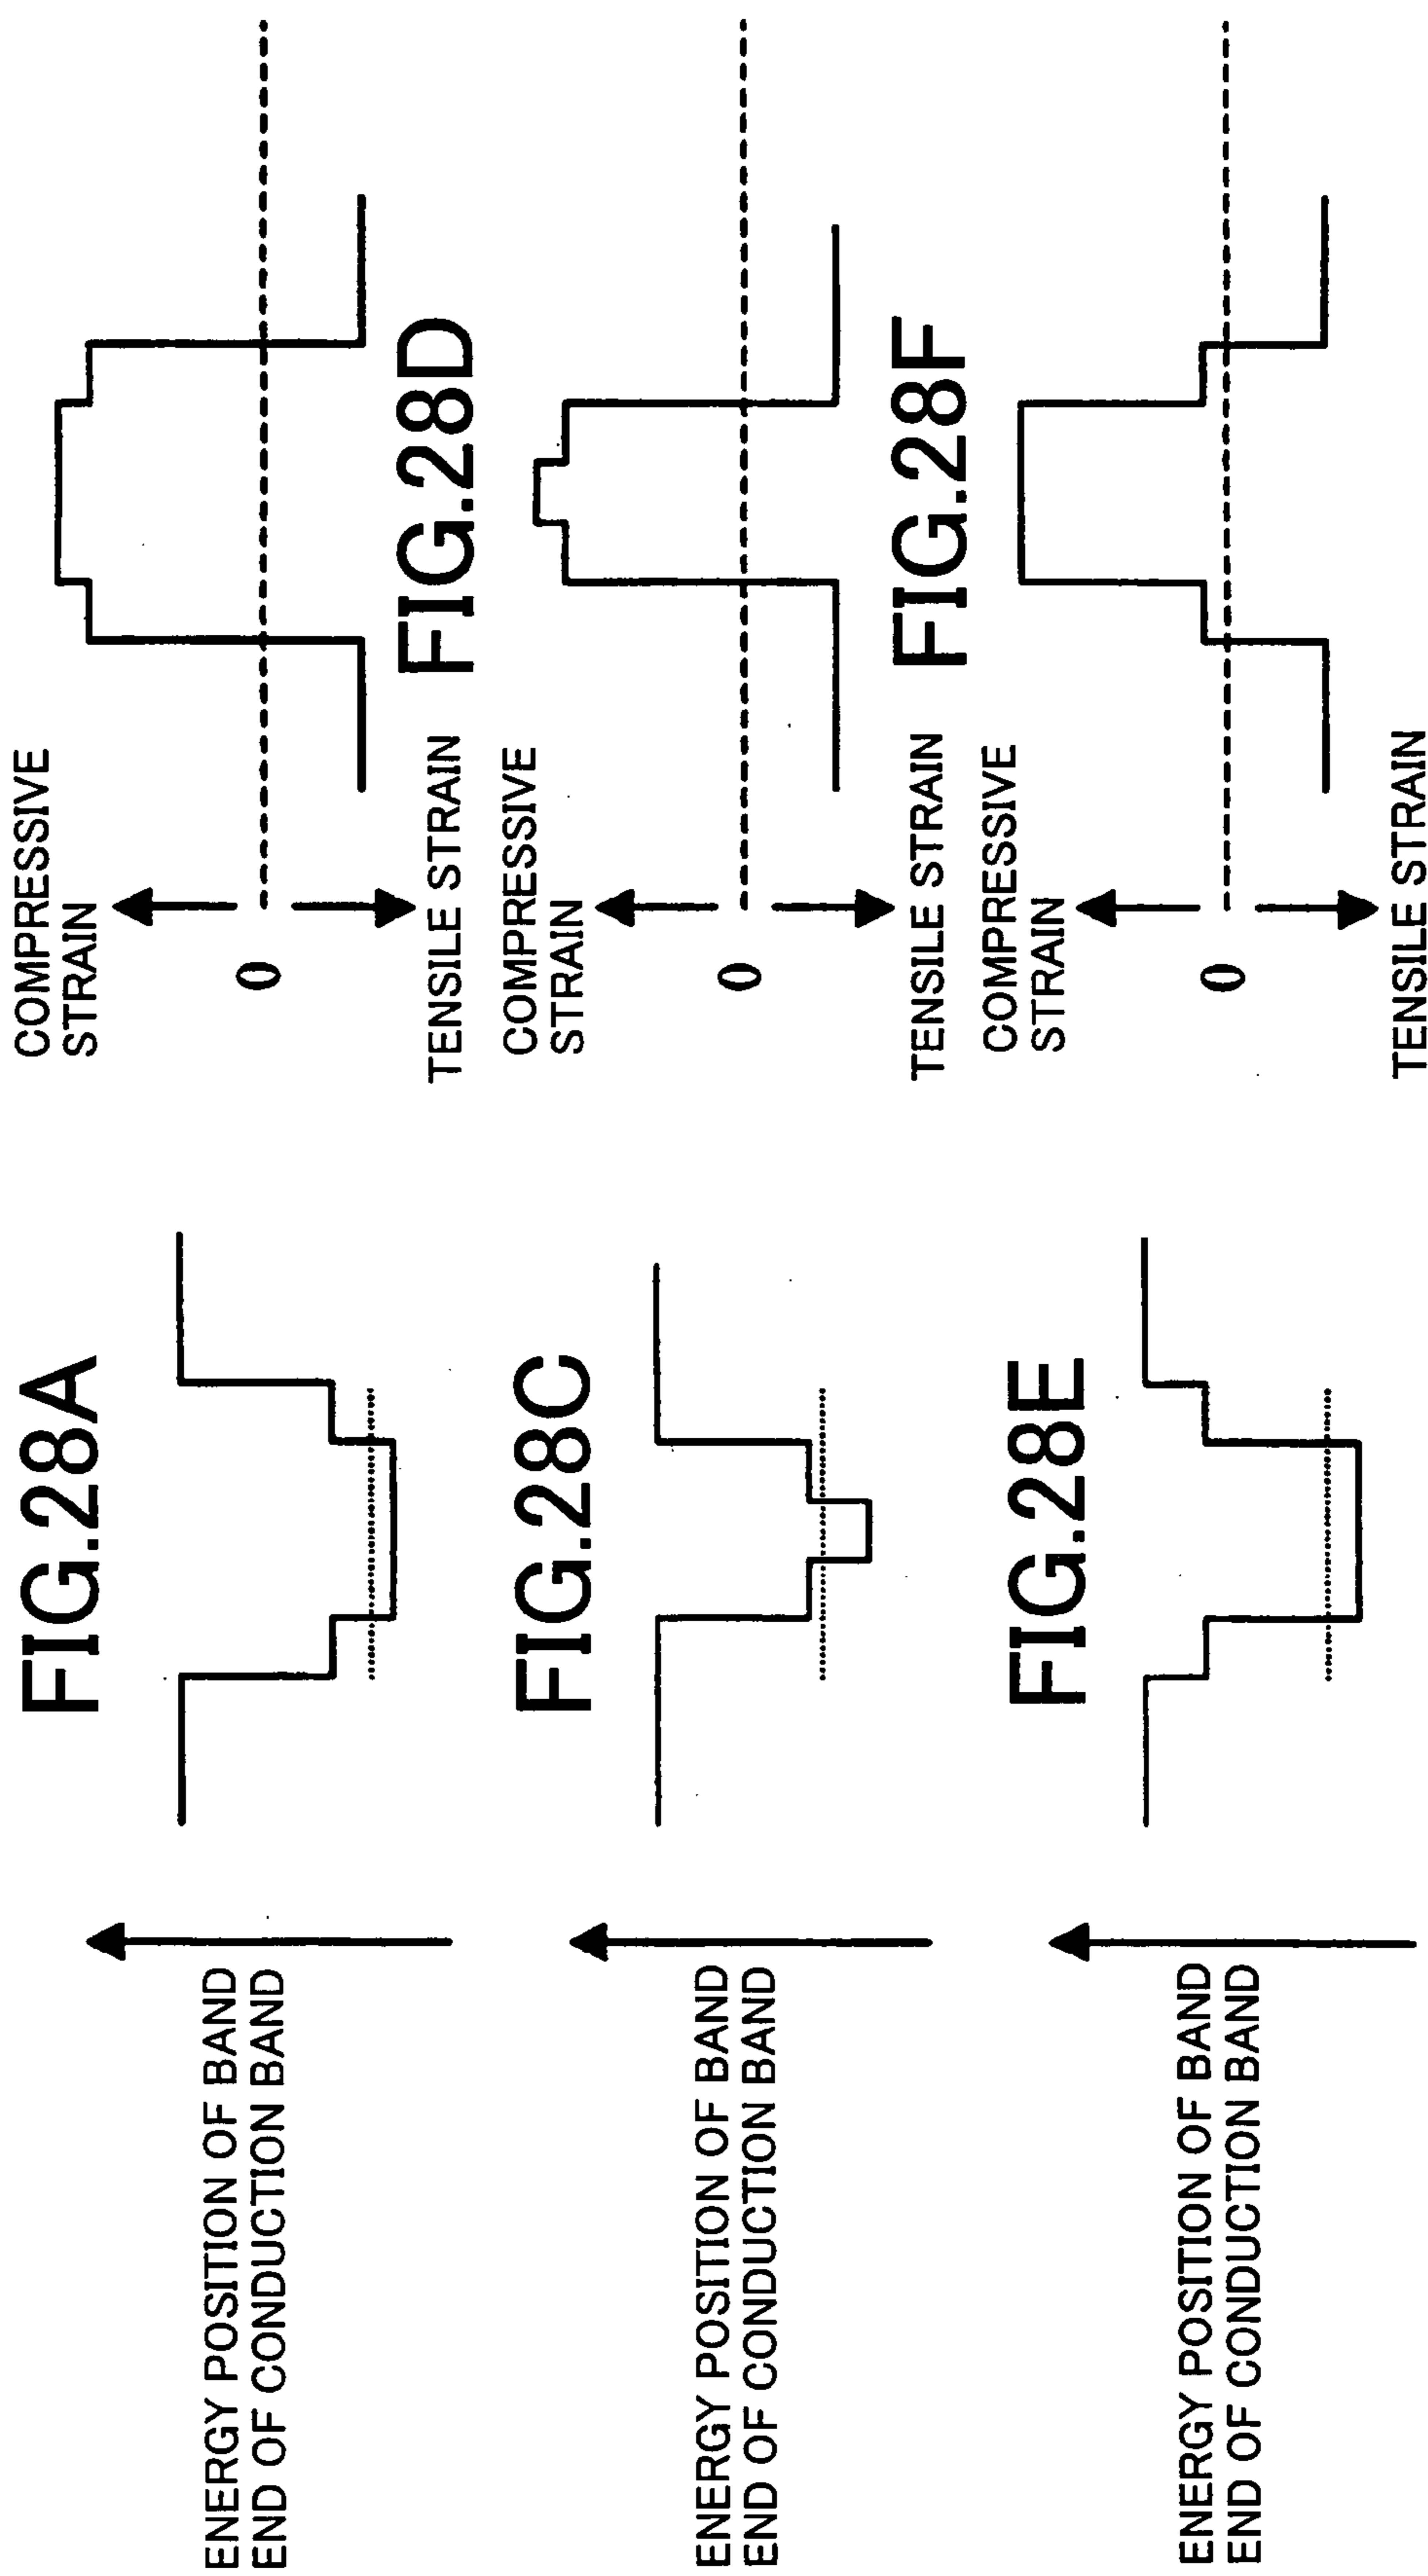 FIG.28A
ENERGY POSITION OF BAND
END OF CONDUCTION BAND
COMPRESSIVE
STRAIN
0
TENSILE STRAIN
FIG.28C
FIG.28D
ENERGY POSITION OF BAND
END OF CONDUCTION BAND
COMPRESSIVE
STRAIN
0
TENSILE STRAIN
FIG.28E
FIG.28F
ENERGY POSITION OF BAND
END OF CONDUCTION BAND
COMPRESSIVE
STRAIN
0
TENSILE STRAIN